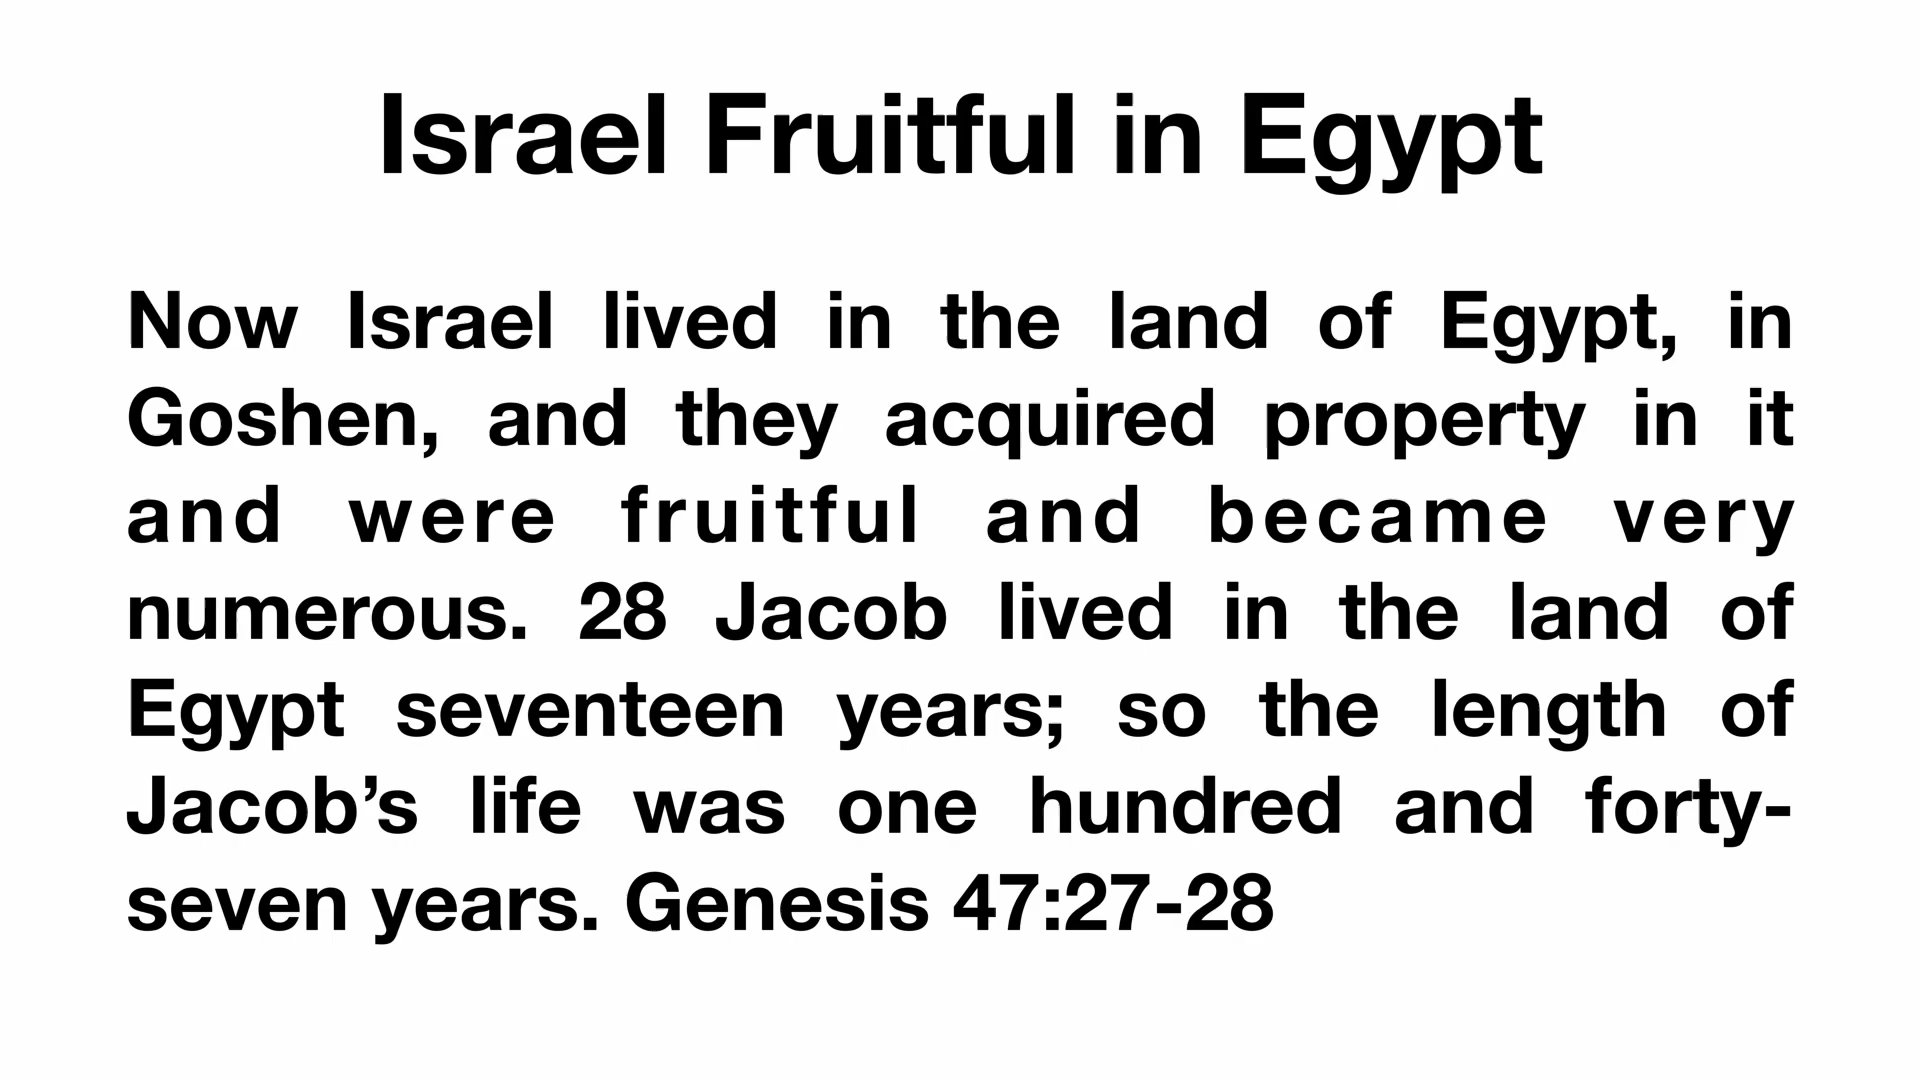 Israel Fruitful in Egypt
Now Israel lived in the land of Egypt, in
Goshen, and they acquired property in it
and were fruitful and became very
numerous. 28 Jacob lived in the land of
Egypt seventeen years; so the length of
Jacob’s life was one hundred and forty-
seven years. Genesis 47:27-28